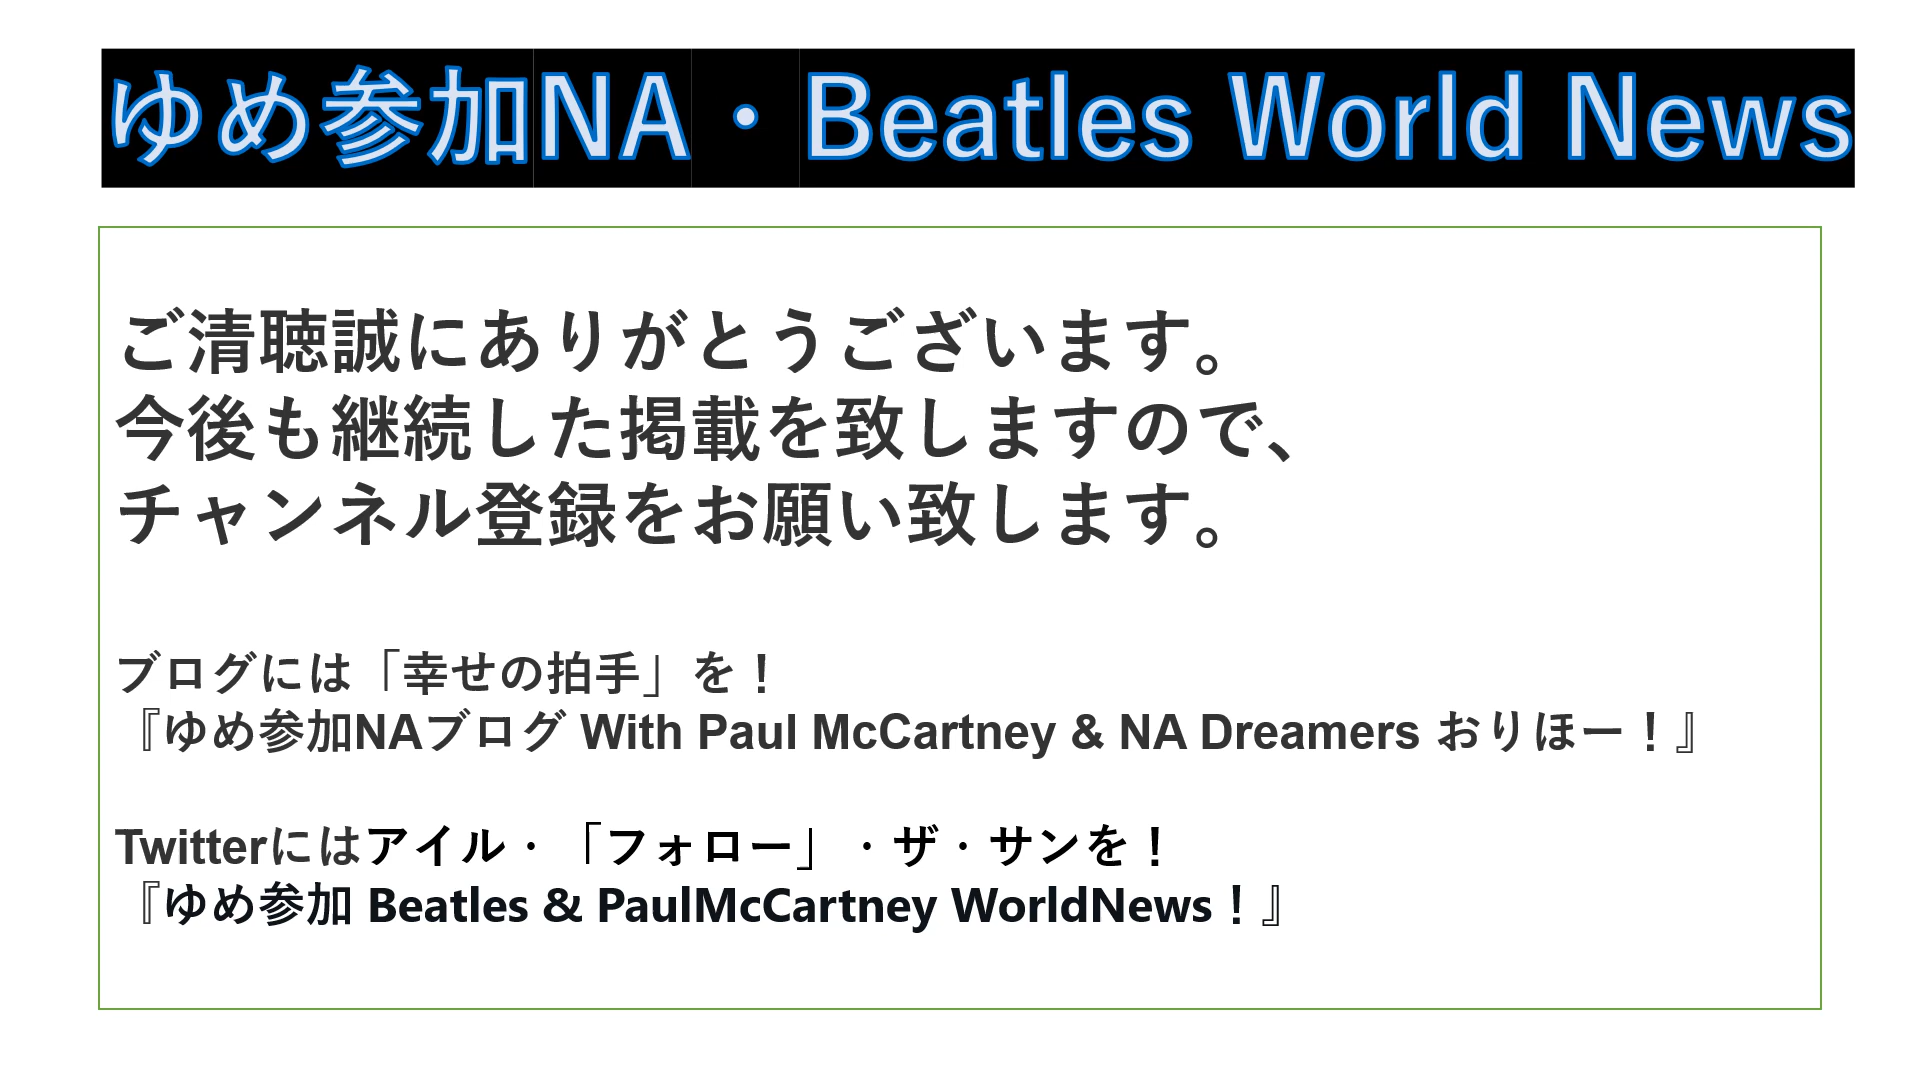 ゆめ参加NA・Beatles World News
ご清聴誠にありがとうございます。
今後も継続した掲載を致しますので、
チャンネル登録をお願い致します。
ブログには「幸せの拍手」を！
『ゆめ参加NAブログ With Paul McCartney & NA Dreamers おりほー！』
Twitterにはアイル・「フォロー」・ザ・サンを！
『ゆめ参加 Beatles & PaulMcCartney WorldNews！』